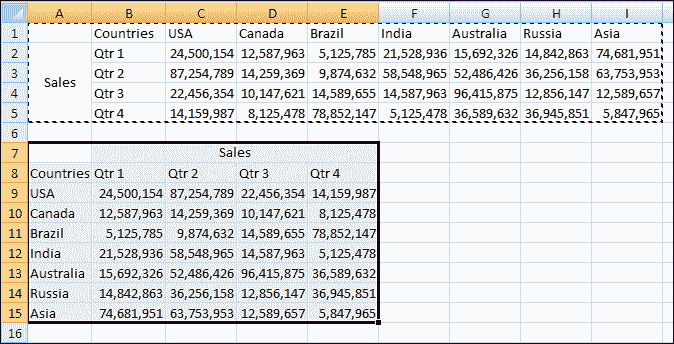 A B C D E F G H I
1 Countries USA Canada Brazil India Australia Russia Asia
2 Qtr 1 24,500,154 12,587,963 5,125,785 21,528,936 15,692,326 14,842,863 74,681,951
3 Sales Qtr 2 87,254,789 14,259,369 9,874,632 58,548,965 52,486,426 36,256,158 63,753,953
4 Qtr 3 22,456,354 10,147,621 14,589,655 14,587,963 96,415,875 12,856,147 12,589,657
5 Qtr 4 14,159,987 8,125,478 78,852,147 5,125,478 36,589,632 36,945,851 5,847,965
6
7 Sales
8 Countries Qtr 1 Qtr 2 Qtr 3 Qtr 4
9 USA 24,500,154 87,254,789 22,456,354 14,159,987
10 Canada 12,587,963 14,259,369 10,147,621 8,125,478
11 Brazil 5,125,785 9,874,632 14,589,655 78,852,147
12 India 21,528,936 58,548,965 14,587,963 5,125,478
13 Australia 15,692,326 52,486,426 96,415,875 36,589,632
14 Russia 14,842,863 36,256,158 12,856,147 36,945,851
15 Asia 74,681,951 63,753,953 12,589,657 5,847,965
16